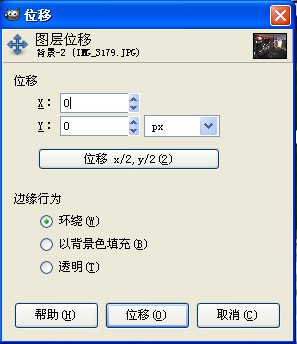 位移
图层位移
背景-2 (IMG_3179.JPG)
位移
X: 0
Y: 0 px
位移 x/2,y/2(2)
边缘行为
环绕(W)
以背景色填充(B)
透明(T)
帮助(H) 位移(O) 取消(C)